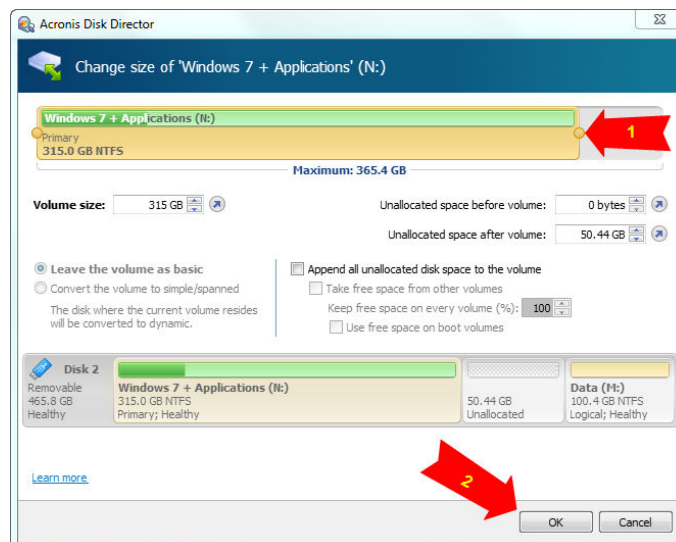 Acronis Disk Director
Change size of 'Windows 7 + Applications' (N:)
Windows 7 + Applications (N:)
Primary
315.0 GB NTFS
1
Maximum: 365.4 GB
Volume size: 315 GB
Unallocated space before volume: 0 bytes
Unallocated space after volume: 50.44 GB
Leave the volume as basic
Convert the volume to simple/spanned
The disk where the current volume resides
will be converted to dynamic.
Append all unallocated disk space to the volume
Take free space from other volumes
Keep free space on every volume (%): 100
Use free space on boot volumes
Disk 2
Removable
465.8 GB
Healthy
Windows 7 + Applications (N:)
315.0 GB NTFS
Primary; Healthy
50.44 GB
Unallocated
Data (M:)
100.4 GB NTFS
Logical; Healthy
Learn more
2
OK
Cancel